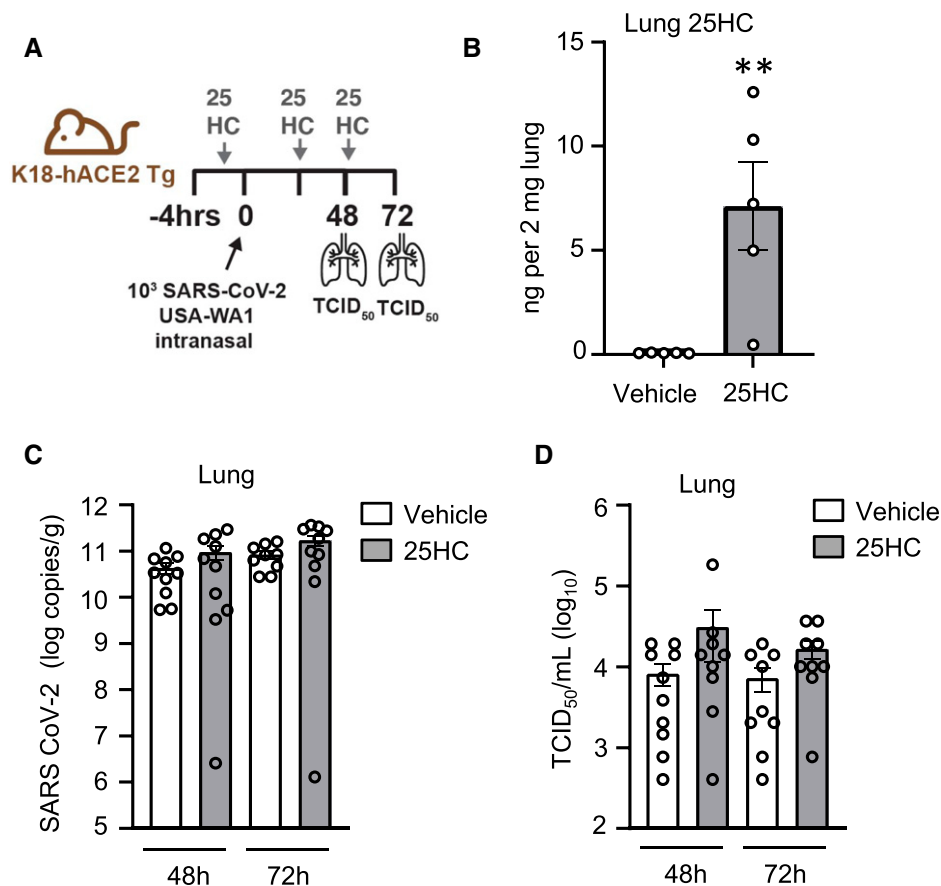 A
25 HC
25 HC
25 HC
K18-hACE2 Tg
-4hrs 0 48 72
10³ SARS-CoV-2
USA-WA1
intranasal
TCID₅₀ TCID₅₀
B
Lung 25HC
ng per 2 mg lung
15
**
10
5
0
Vehicle 25HC
C
Lung
SARS CoV-2 (log copies/g)
12
11
10
9
8
7
6
5
Vehicle
25HC
48h 72h
D
Lung
TCID₅₀/mL (log₁₀)
6
5
4
3
2
Vehicle
25HC
48h 72h